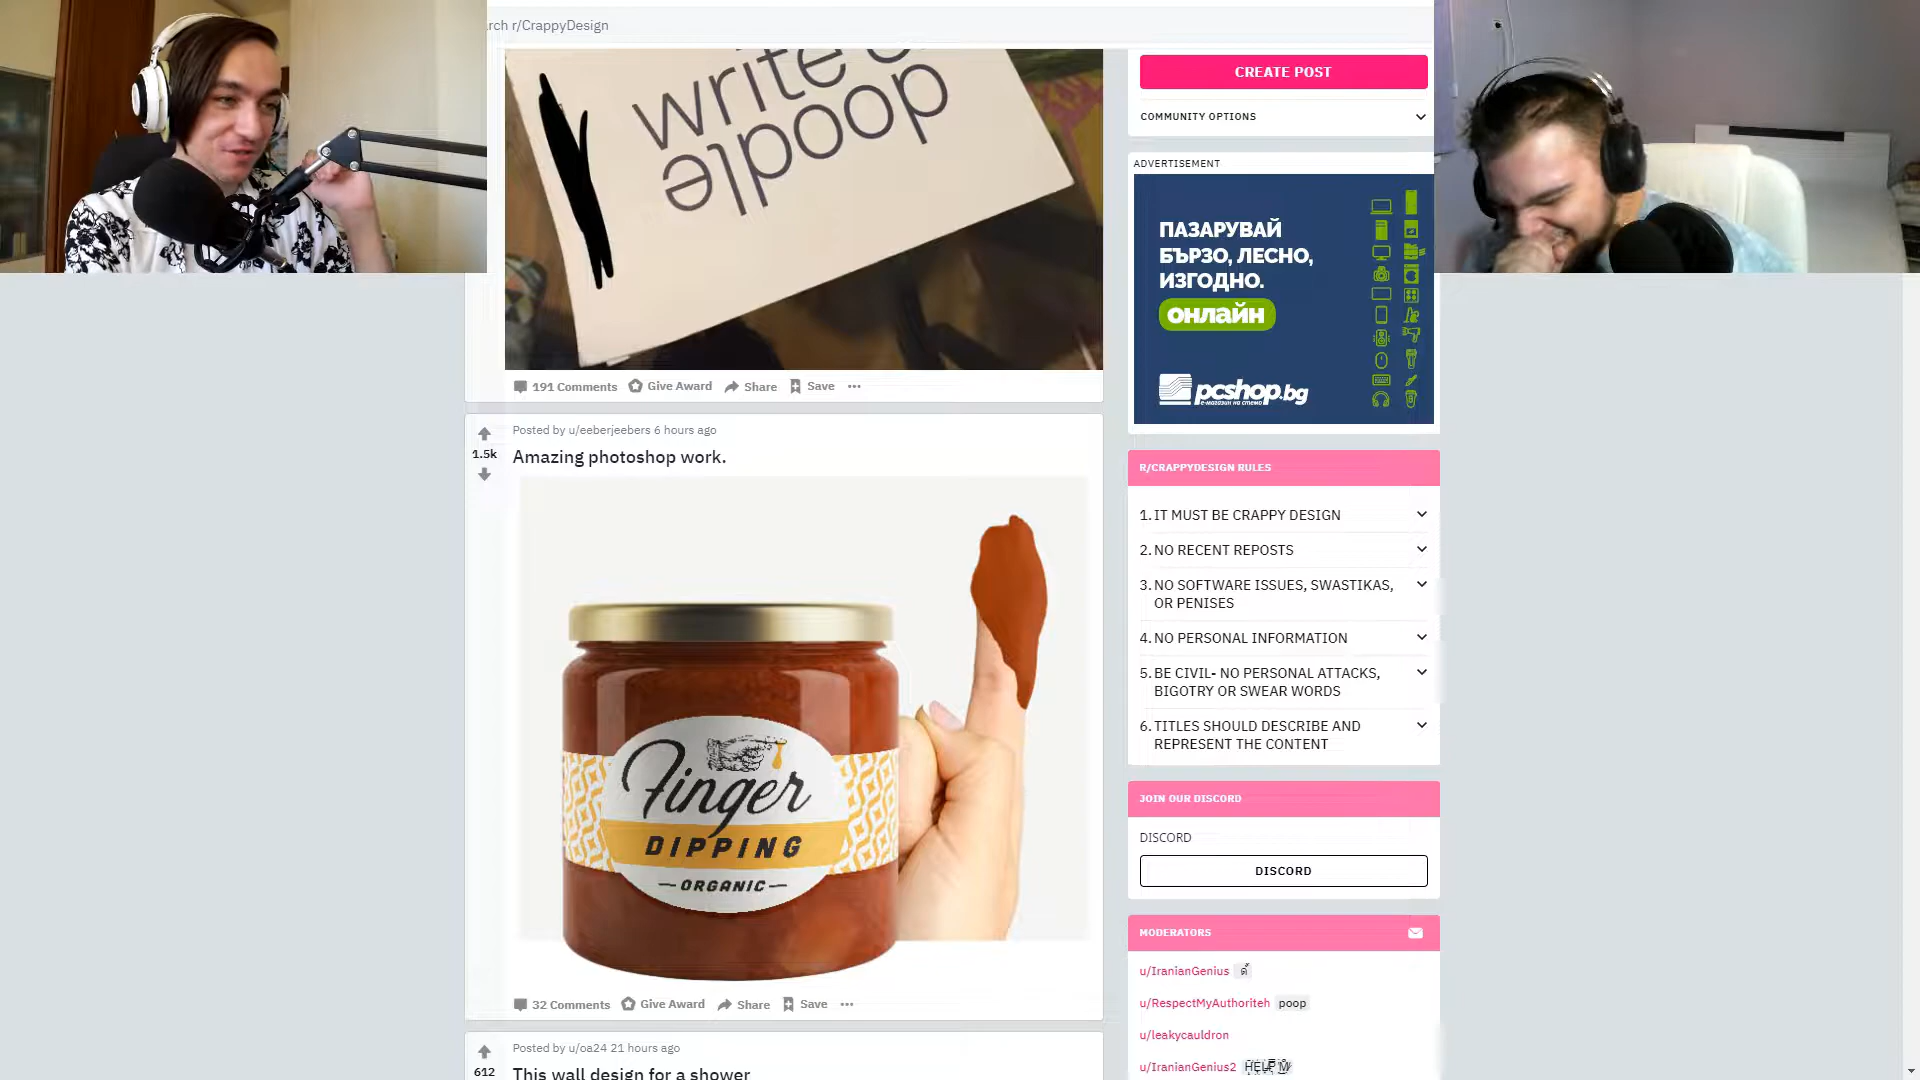 rch r/CrappyDesign
write
doodle
191 Comments Give Award Share Save
Posted by u/eeberjeebers 6 hours ago
1.5k
Amazing photoshop work.
Finger
DIPPING
ORGANIC
32 Comments Give Award Share Save
Posted by u/oa24 21 hours ago
612
This wall design for a shower
CREATE POST
COMMUNITY OPTIONS
ADVERTISEMENT
ПАЗАРУВАЙ
БЪРЗО, ЛЕСНО,
ИЗГОДНО.
онлайн
pcshop.bg
R/CRAPPYDESIGN RULES
1. IT MUST BE CRAPPY DESIGN
2. NO RECENT REPOSTS
3. NO SOFTWARE ISSUES, SWASTIKAS,
OR PENISES
4. NO PERSONAL INFORMATION
5. BE CIVIL- NO PERSONAL ATTACKS,
BIGOTRY OR SWEAR WORDS
6. TITLES SHOULD DESCRIBE AND
REPRESENT THE CONTENT
JOIN OUR DISCORD
DISCORD
DISCORD
MODERATORS
u/IranianGenius
u/RespectMyAuthoriteh poop
u/leakycauldron
u/IranianGenius2 HELP